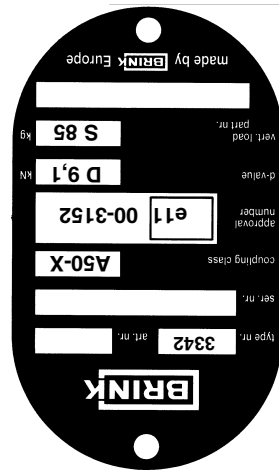 BRINK
type nr. 3342 art. nr.
ser. nr.
coupling class A50-X
approval number e11 00-3152
d-value D 9,1 kN
vert. load S 85 kg
part nr.
made by BRINK Europe